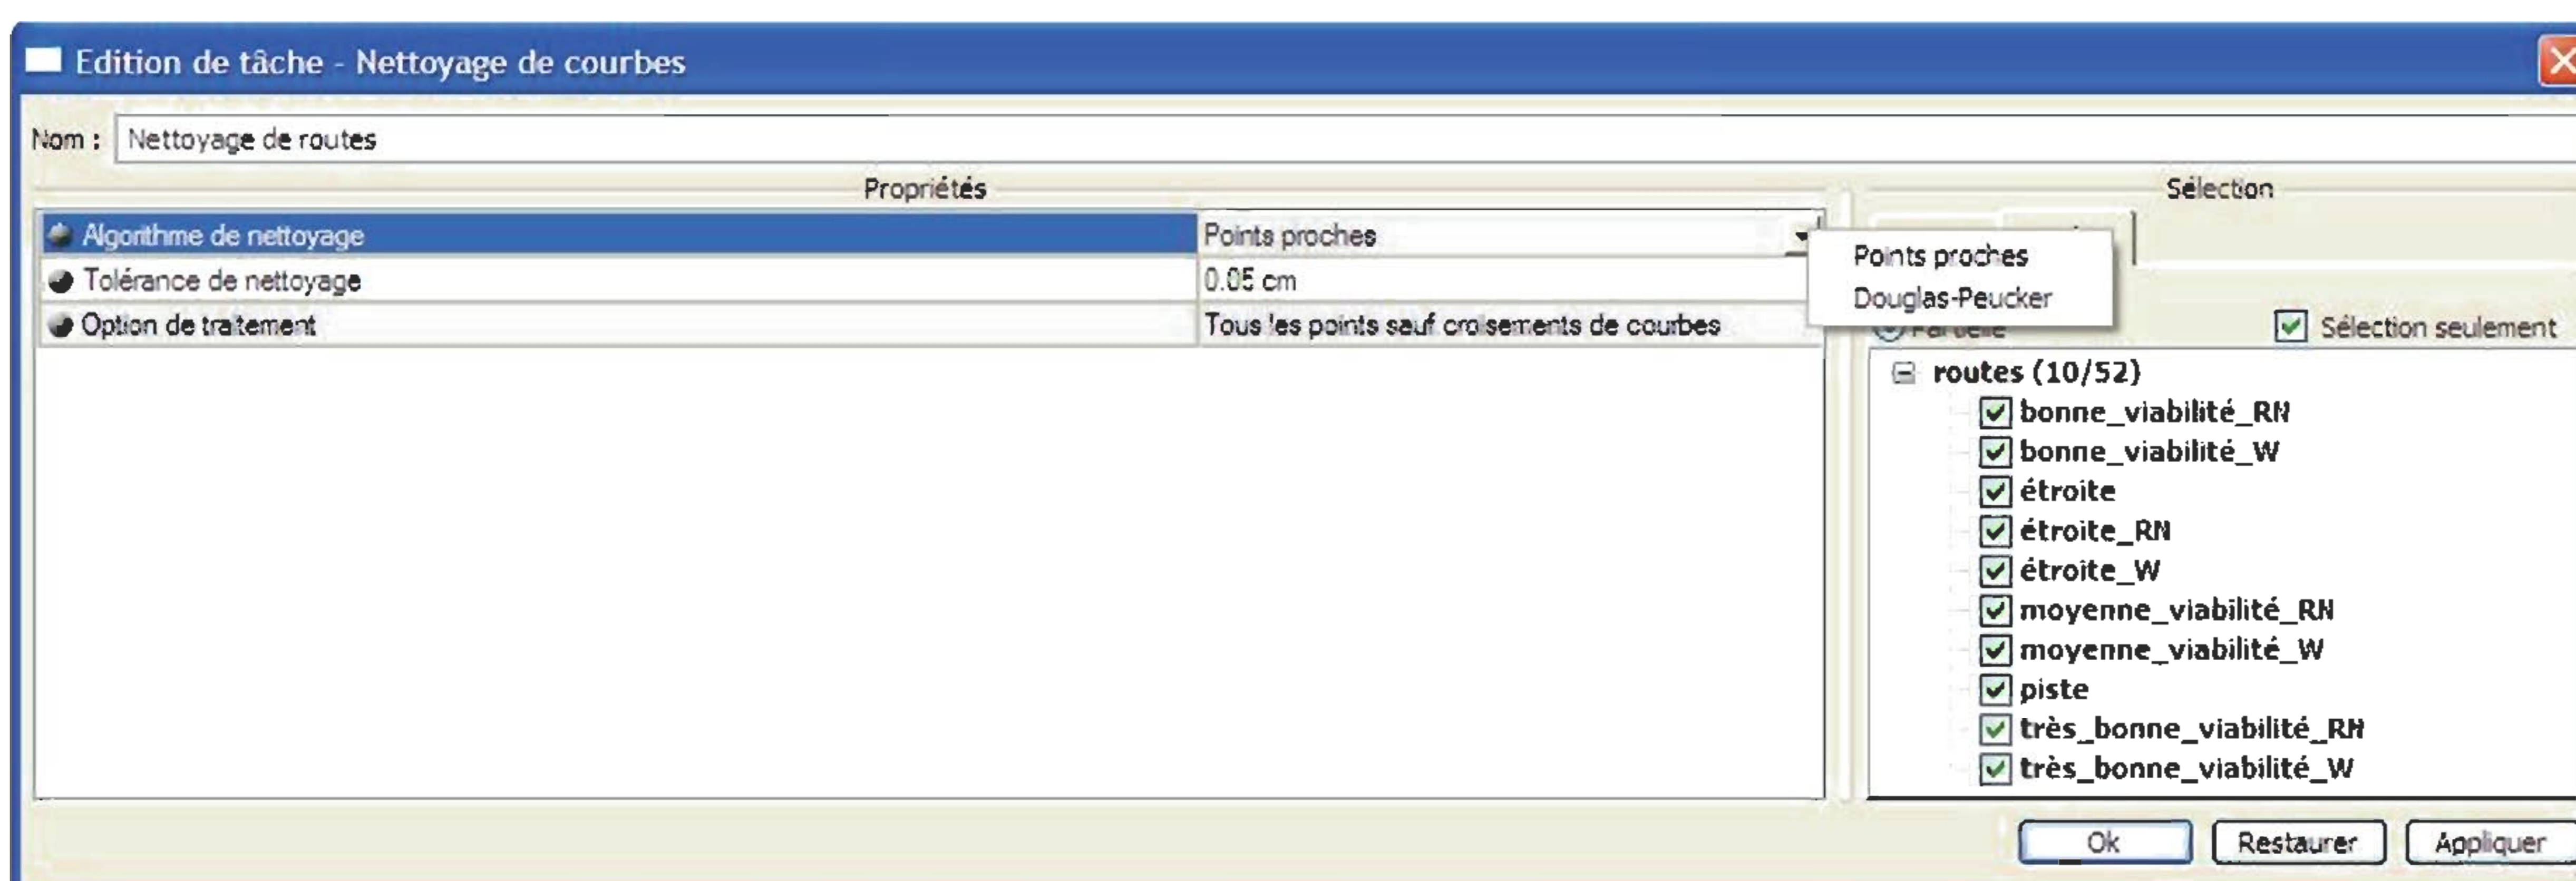 Edition de tâche - Nettoyage de courbes
Nom : Nettoyage de routes
Propriétés
Sélection
Algorithme de nettoyage Points proches
Tolérance de nettoyage 0.05 cm
Option de traitement Tous les points sauf croisements de courbes
Points proches
Douglas-Peucker
Sélection seulement
routes (10/52)
bonne_viabilité_RN
bonne_viabilité_W
étroite
étroite_RN
étroite_W
moyenne_viabilité_RN
moyenne_viabilité_W
piste
très_bonne_viabilité_RN
très_bonne_viabilité_W
Ok Restaurer Appliquer